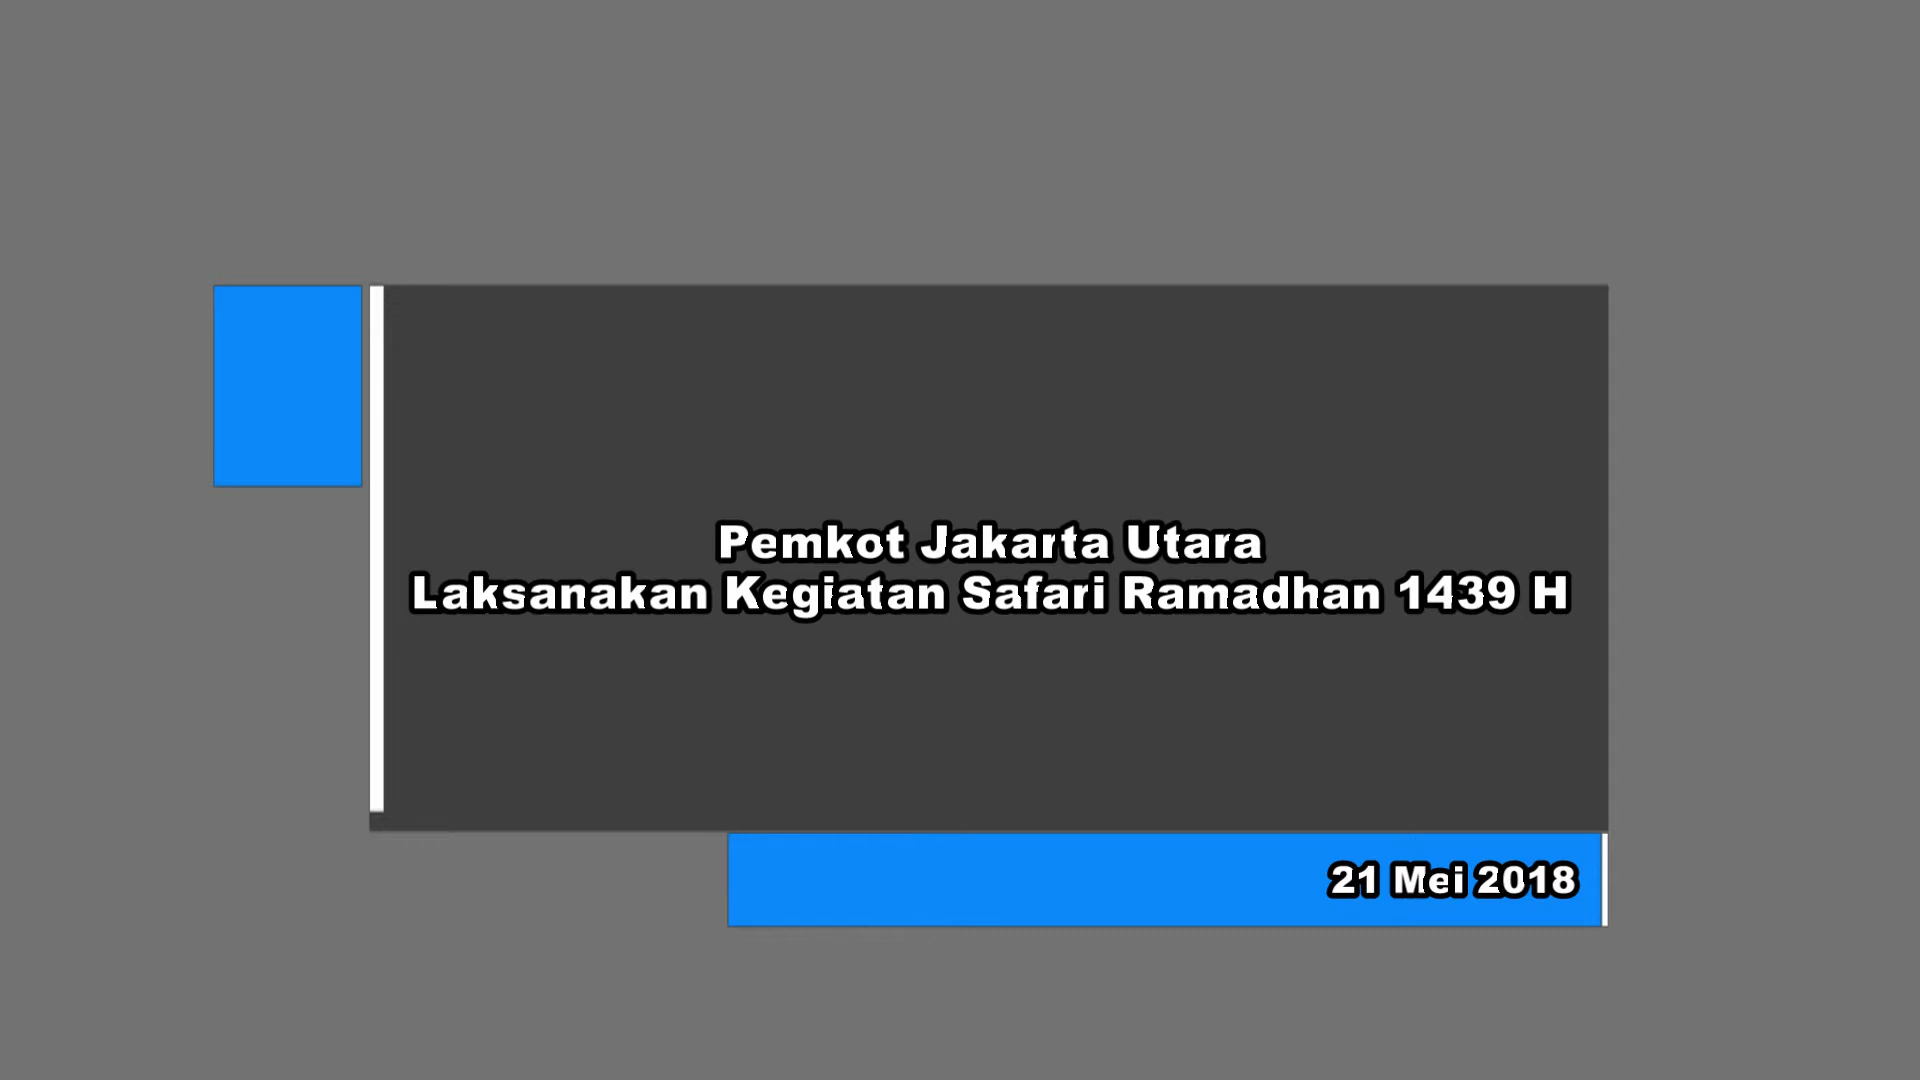 Pemkot Jakarta Utara
Laksanakan Kegiatan Safari Ramadhan 1439 H
21 Mei 2018